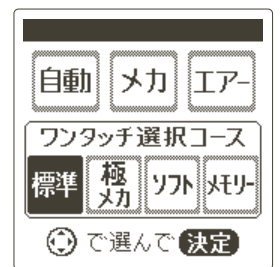 自動 メカ エアー
ワンタッチ選択コース
標準 極メカ ソフト メモリー
で選んで 決定